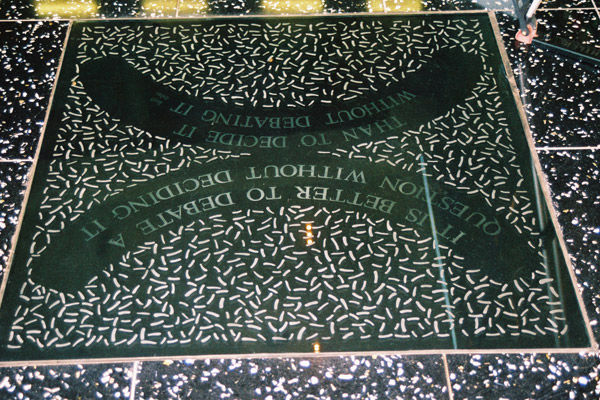 IT IS BETTER TO DEBATE A
QUESTION WITHOUT DECIDING IT
THAN TO DECIDE IT
WITHOUT DEBATING IT